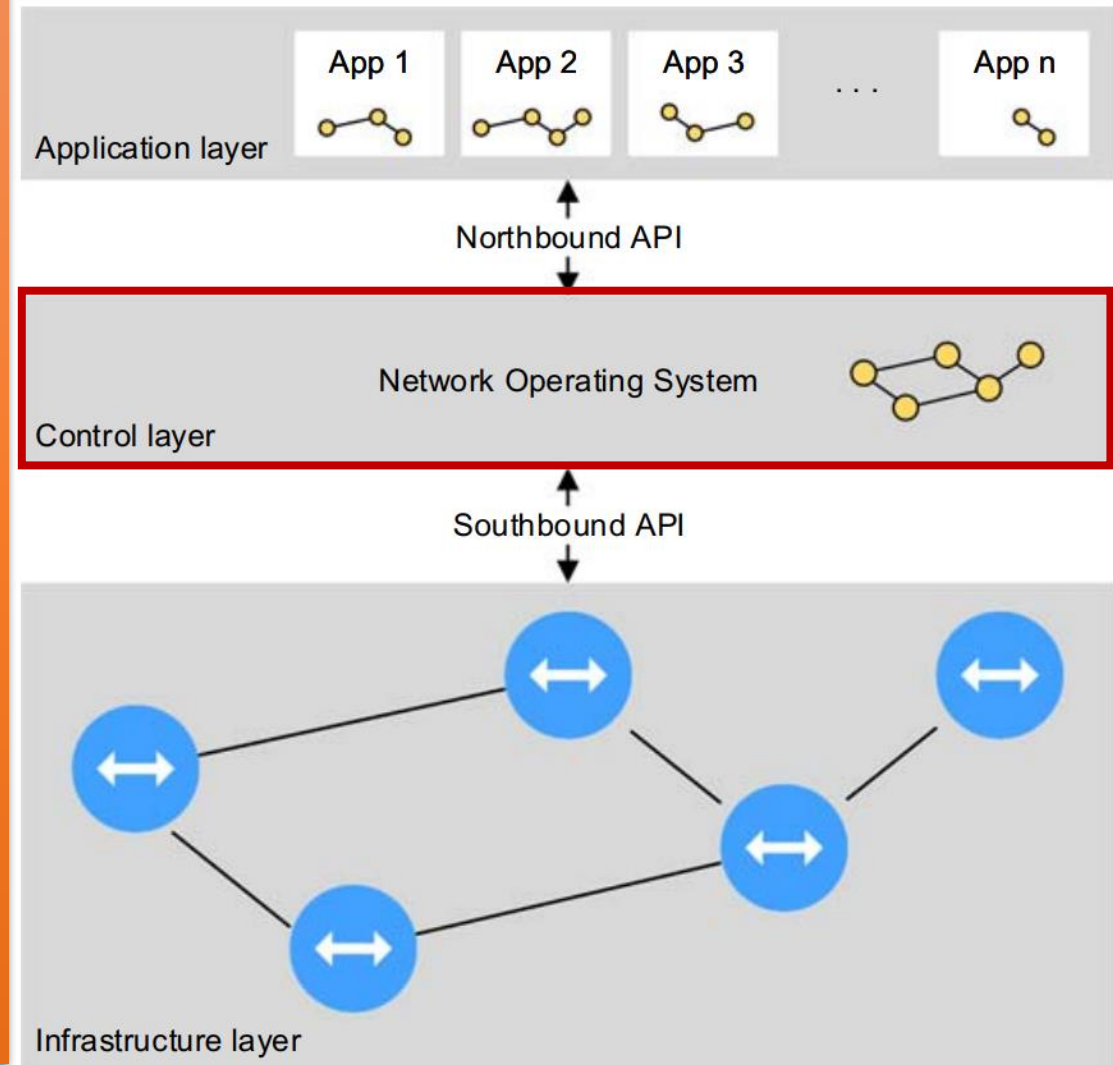 App 1
App 2
App 3
. . .
App n
Application layer
Northbound API
Network Operating System
Control layer
Southbound API
Infrastructure layer